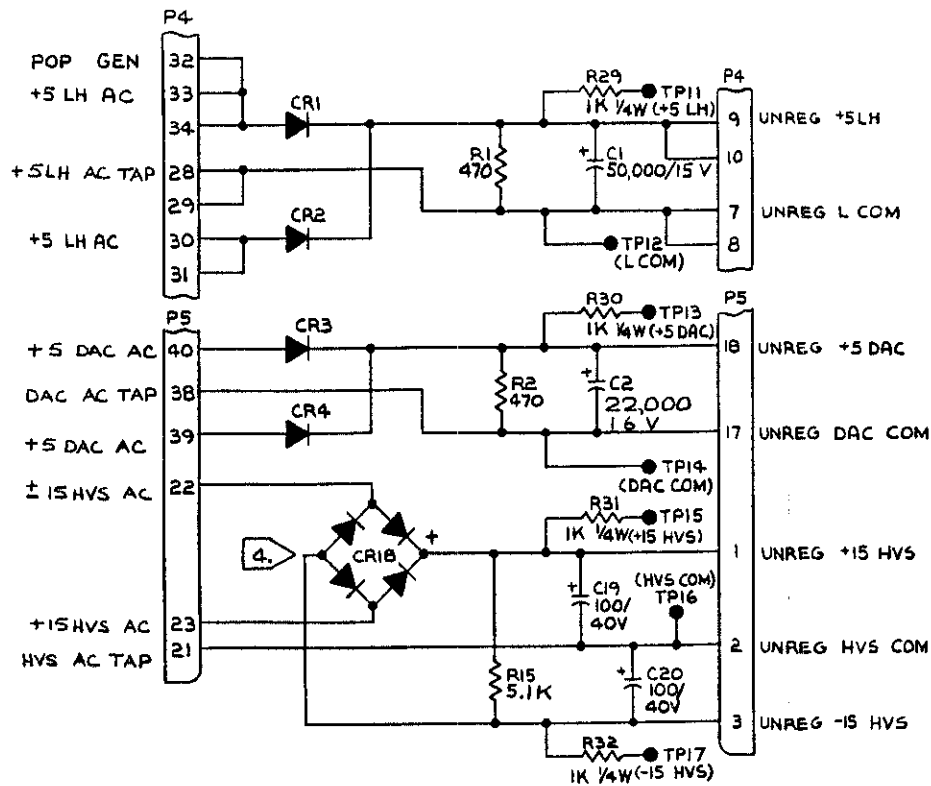 P4
32
POP GEN
33
+5 LH AC
34
CR1
+5LH AC TAP
28
29
CR2
30
+5 LH AC
31
R29
1K 1/4W (+5 LH)
TP11
R1
470
+
C1
50,000/15 V
TP12
(L COM)
P4
9
UNREG +5LH
10
7
UNREG L COM
8
P5
40
+5 DAC AC
CR3
38
DAC AC TAP
CR4
39
+5 DAC AC
22
± 15HVS AC
4.
CR18
+
23
+15HVS AC
21
HVS AC TAP
R30
1K 1/4W (+5 DAC)
TP13
R2
470
+
C2
22,000
16 V
TP14
(DAC COM)
R31
1K 1/4W (+15 HVS)
TP15
+
C19
100/
40V
(HVS COM)
TP16
R15
5.1K
+
C20
100/
40V
R32
1K 1/4W (-15 HVS)
TP17
P5
18
UNREG +5 DAC
17
UNREG DAC COM
1
UNREG +15 HVS
2
UNREG HVS COM
3
UNREG -15 HVS